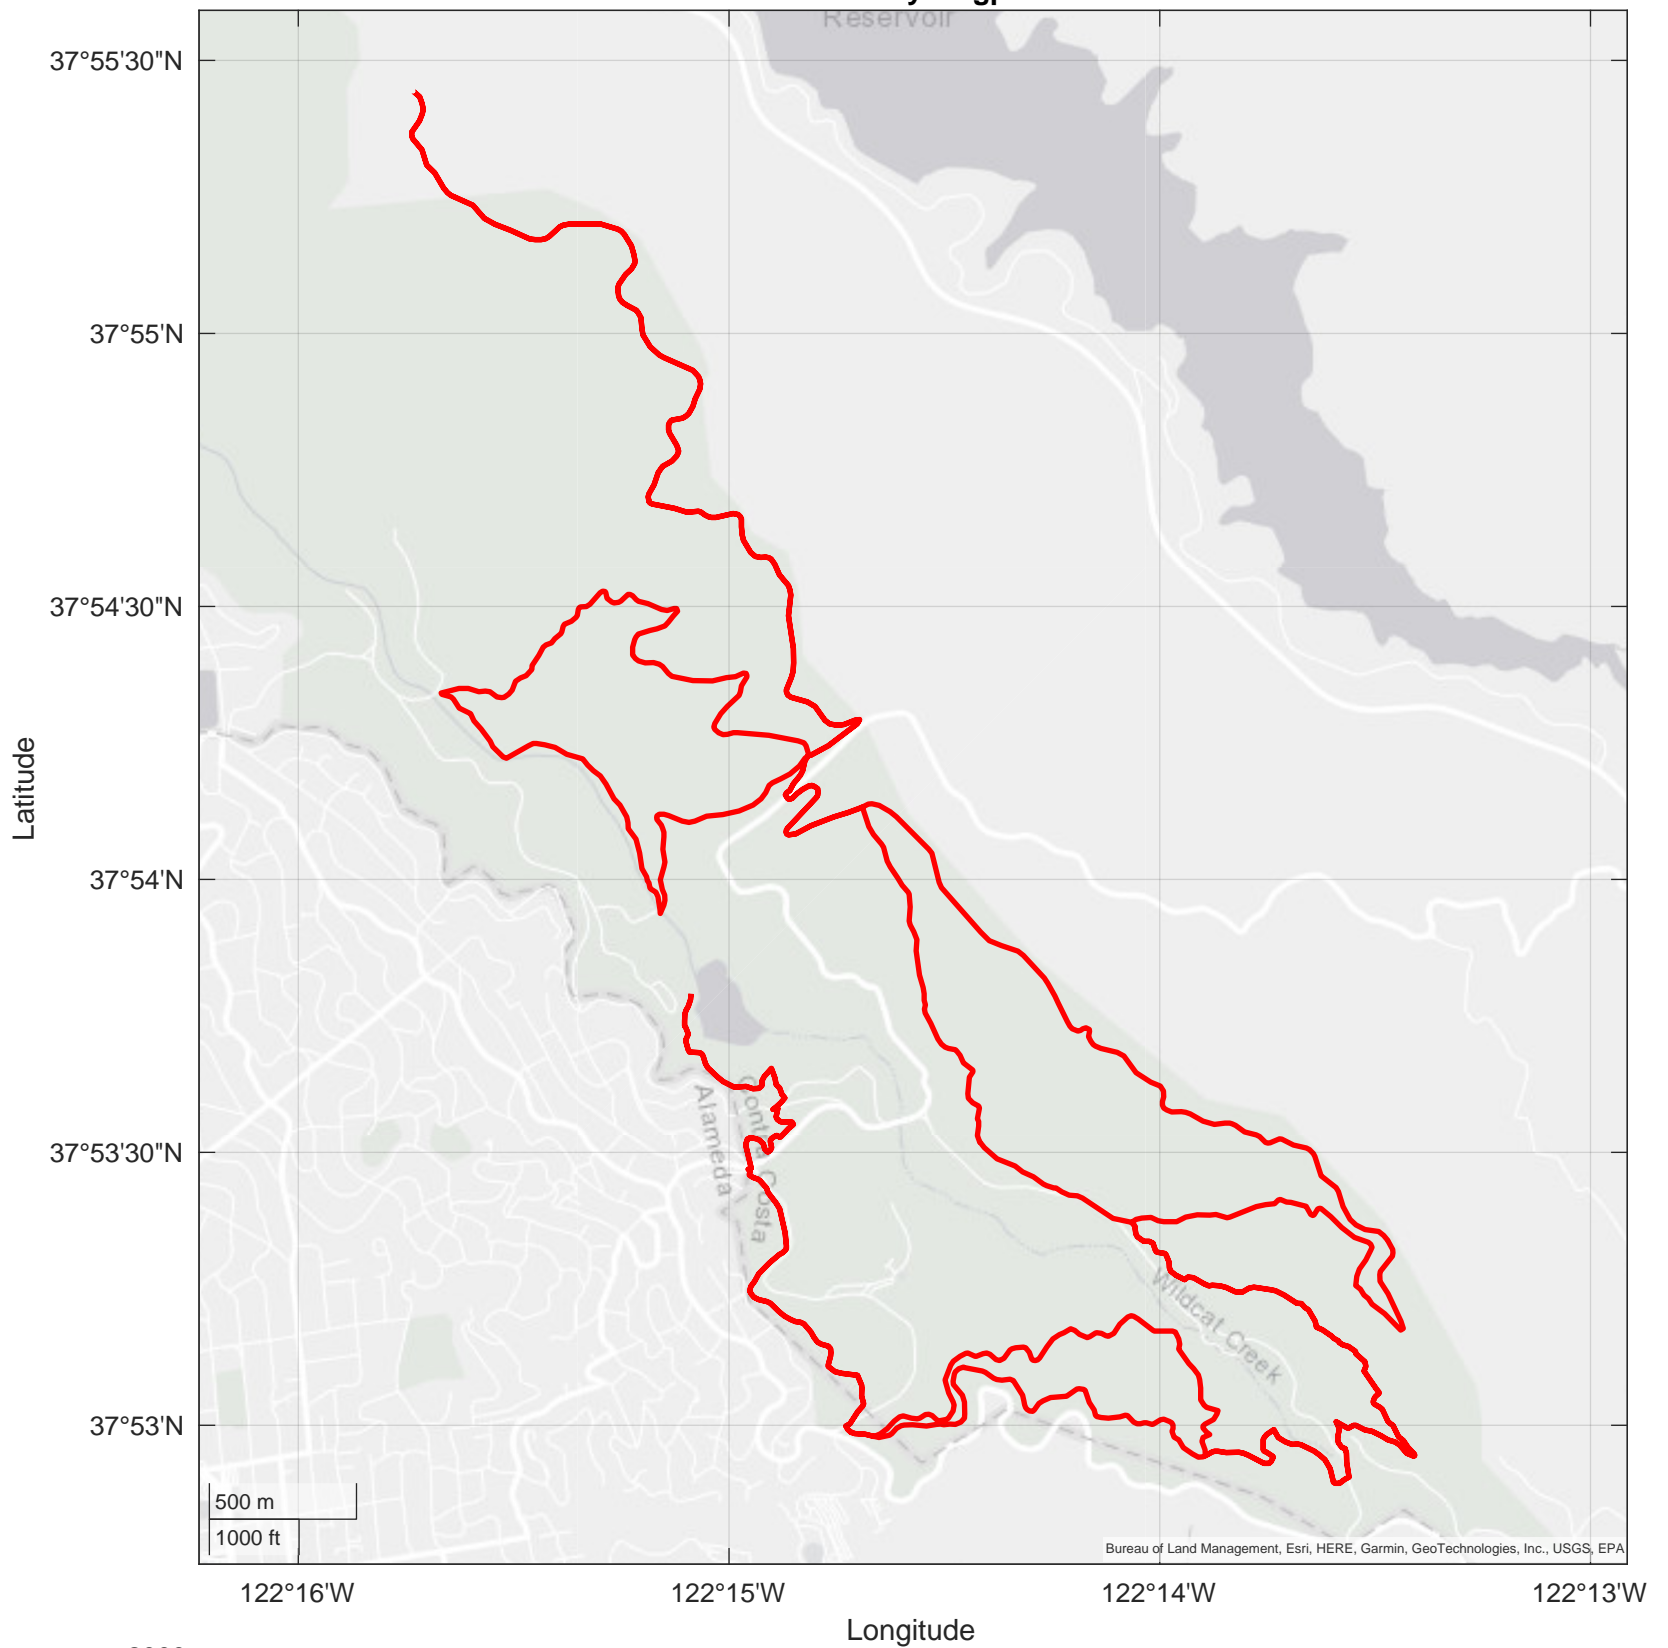 Reservoir
37°55'30"N
37°55'N
37°54'30"N
37°54'N
37°53'30"N
37°53'N
Latitude
Contra Costa
Alameda
Wildcat Creek
500 m
1000 ft
Bureau of Land Management, Esri, HERE, Garmin, GeoTechnologies, Inc., USGS, EPA
122°16'W
122°15'W
122°14'W
122°13'W
Longitude